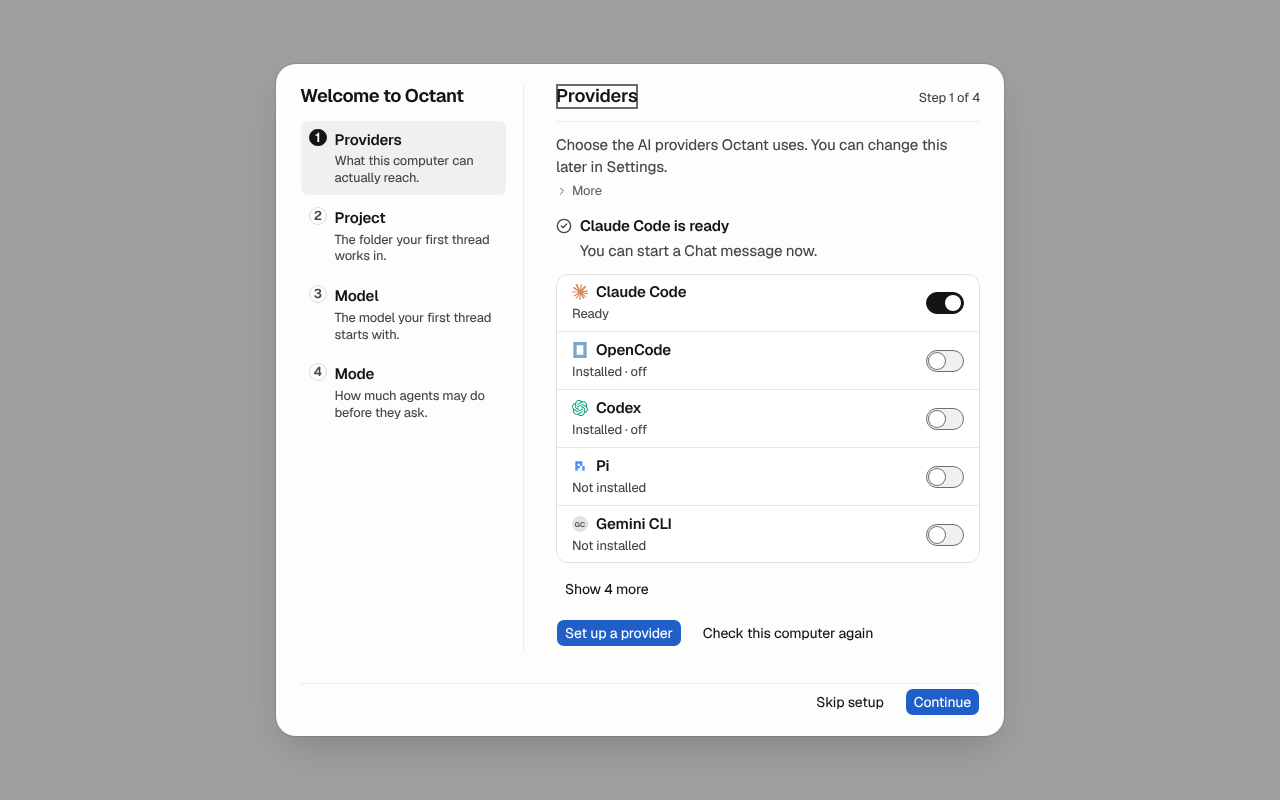 Welcome to Octant
1
Providers
What this computer can
actually reach.
2
Project
The folder your first thread
works in.
3
Model
The model your first thread
starts with.
4
Mode
How much agents may do
before they ask.
Providers
Step 1 of 4
Choose the AI providers Octant uses. You can change this
later in Settings.
More
Claude Code is ready
You can start a Chat message now.
Claude Code
Ready
OpenCode
Installed · off
Codex
Installed · off
Pi
Not installed
GC
Gemini CLI
Not installed
Show 4 more
Set up a provider
Check this computer again
Skip setup
Continue